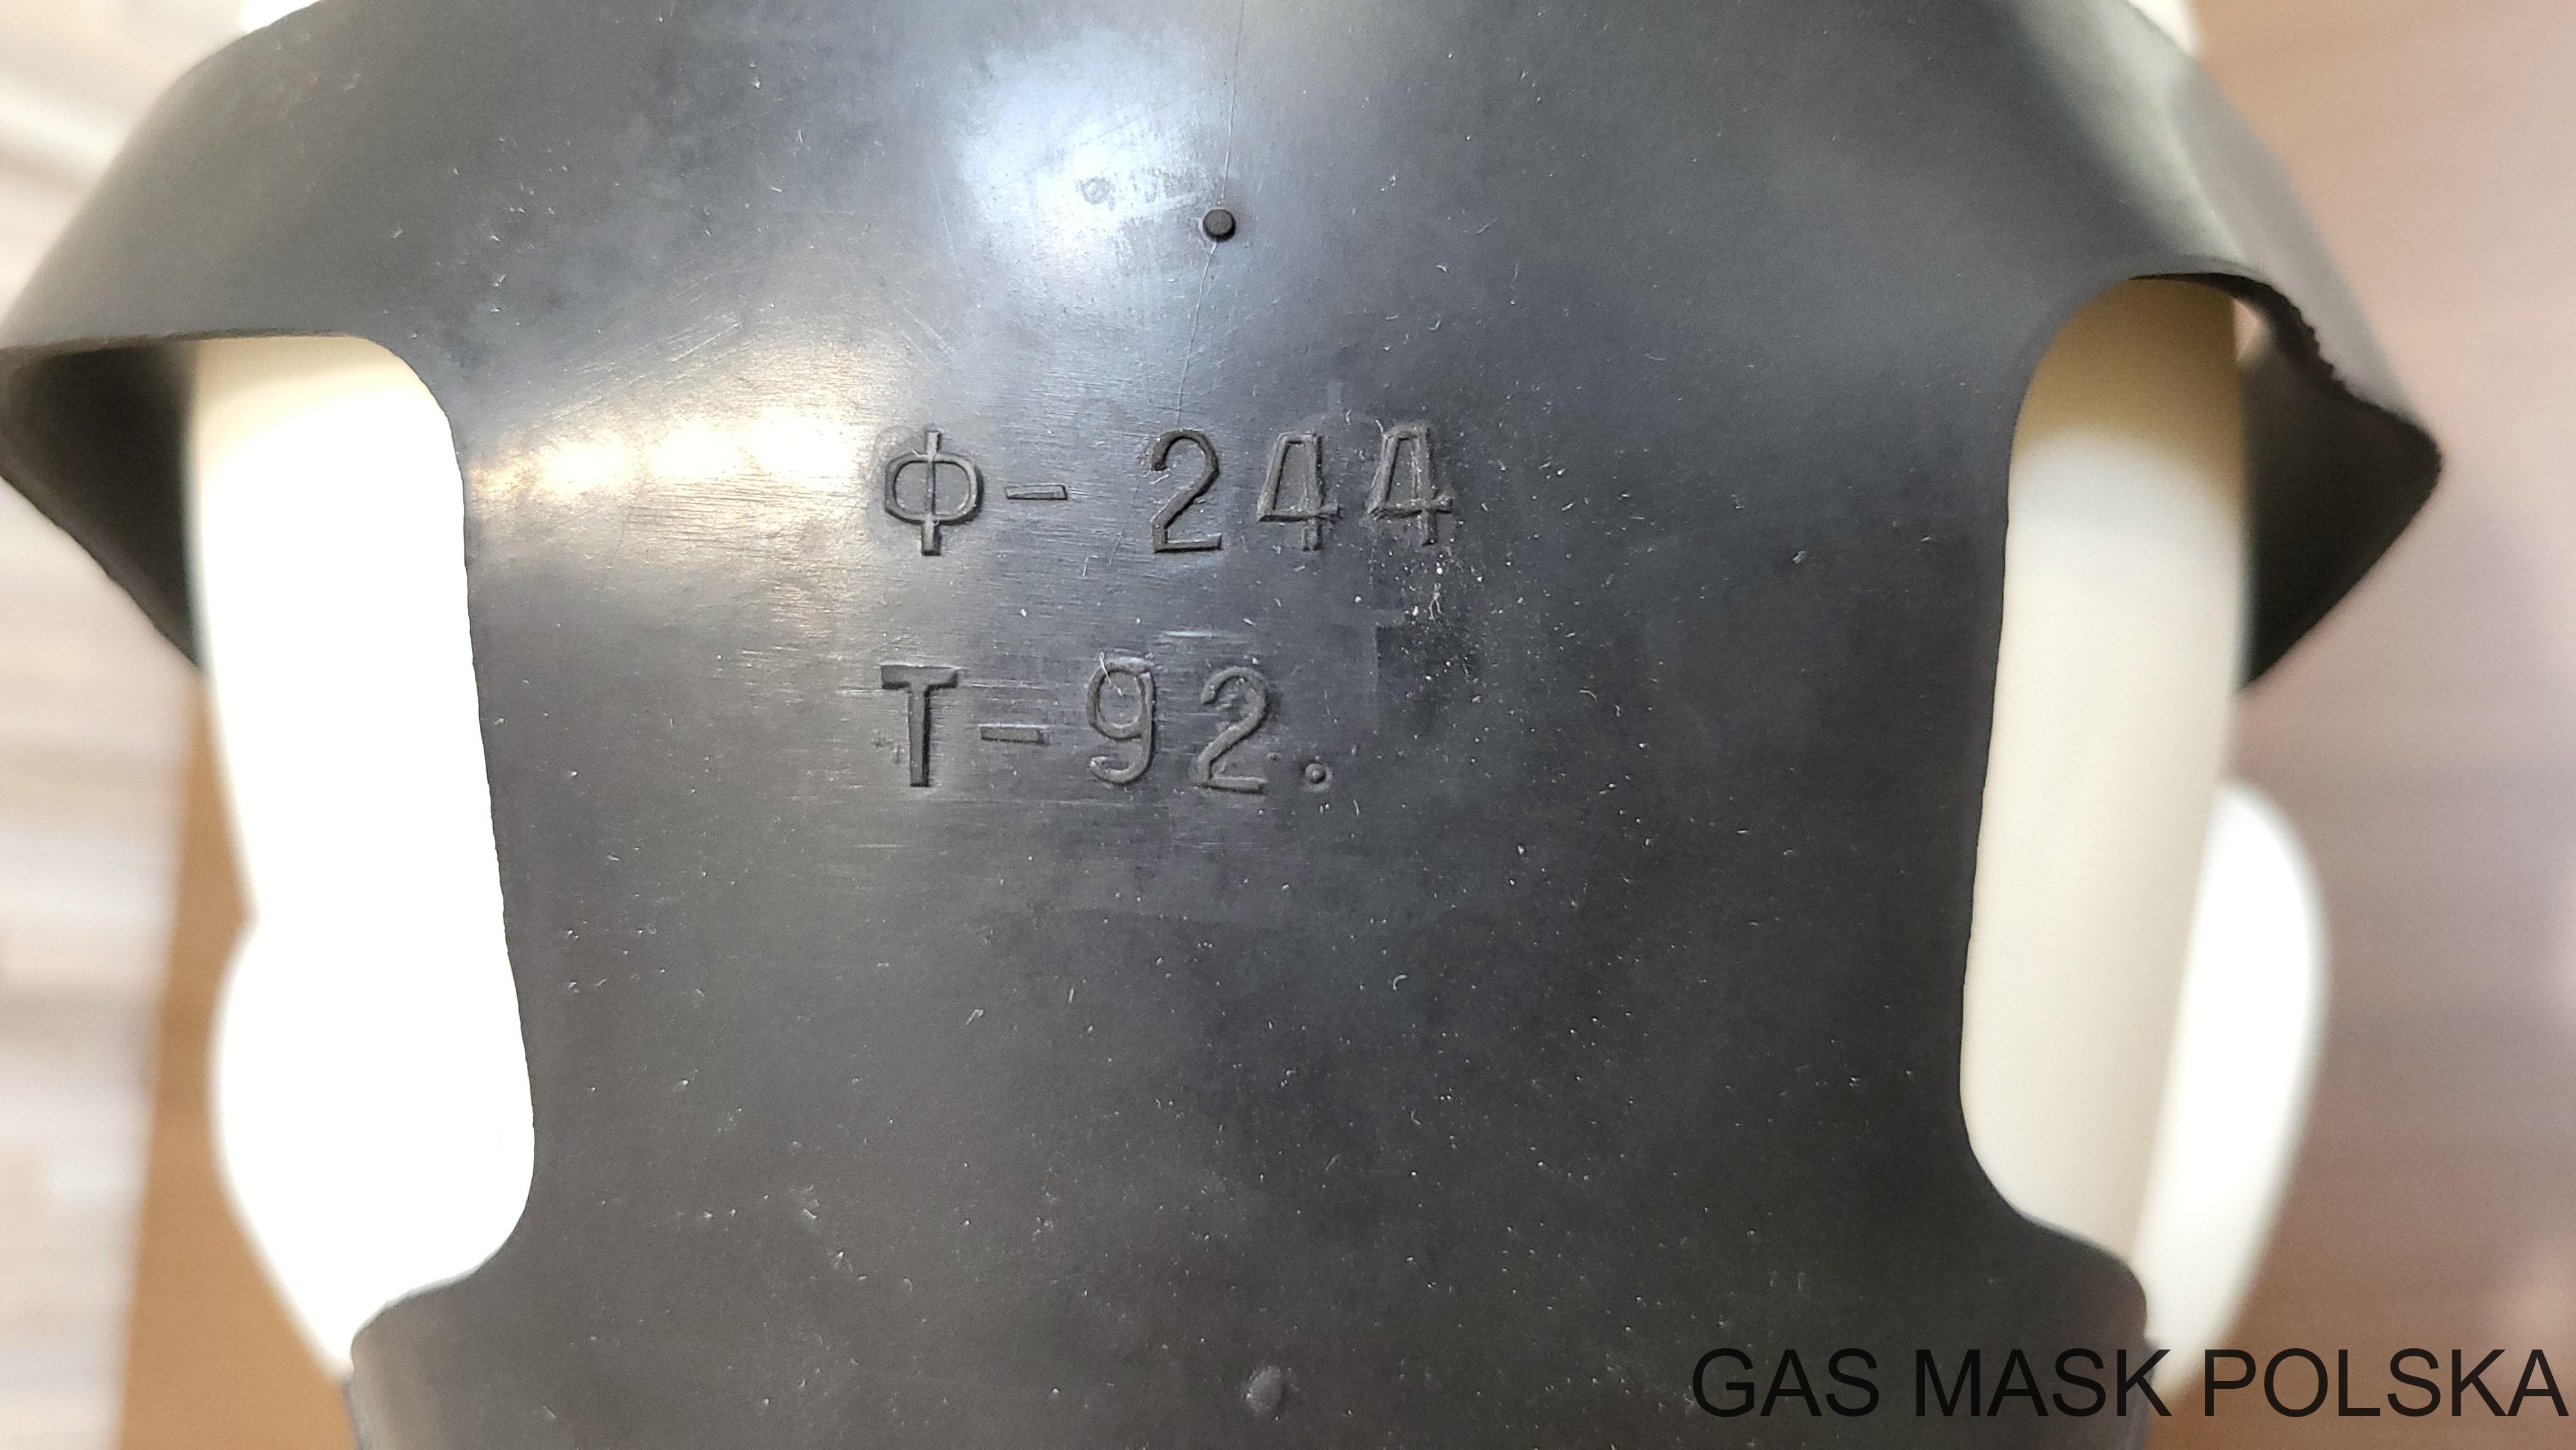 Ф- 244
Т-92.
GAS MASK POLSKA